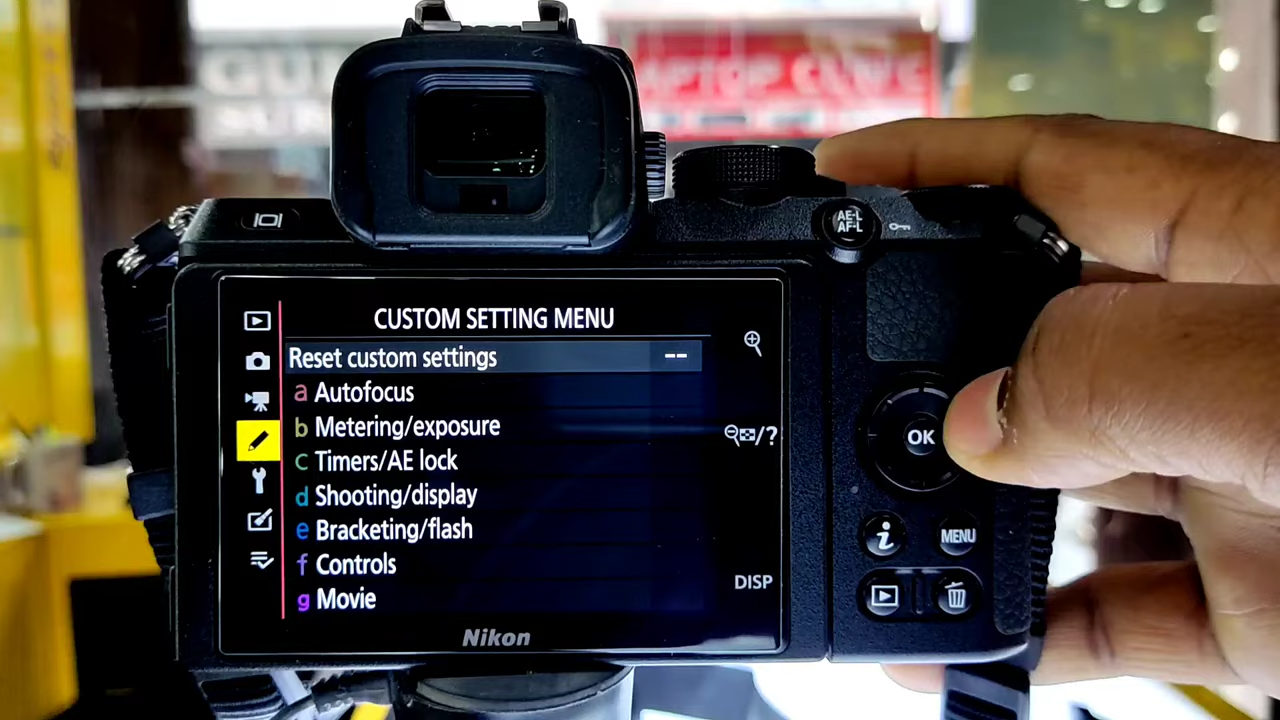 AE-L
AF-L
CUSTOM SETTING MENU
Reset custom settings --
a Autofocus
b Metering/exposure
c Timers/AE lock
d Shooting/display
e Bracketing/flash
f Controls
g Movie
/?
OK
i
MENU
DISP
Nikon